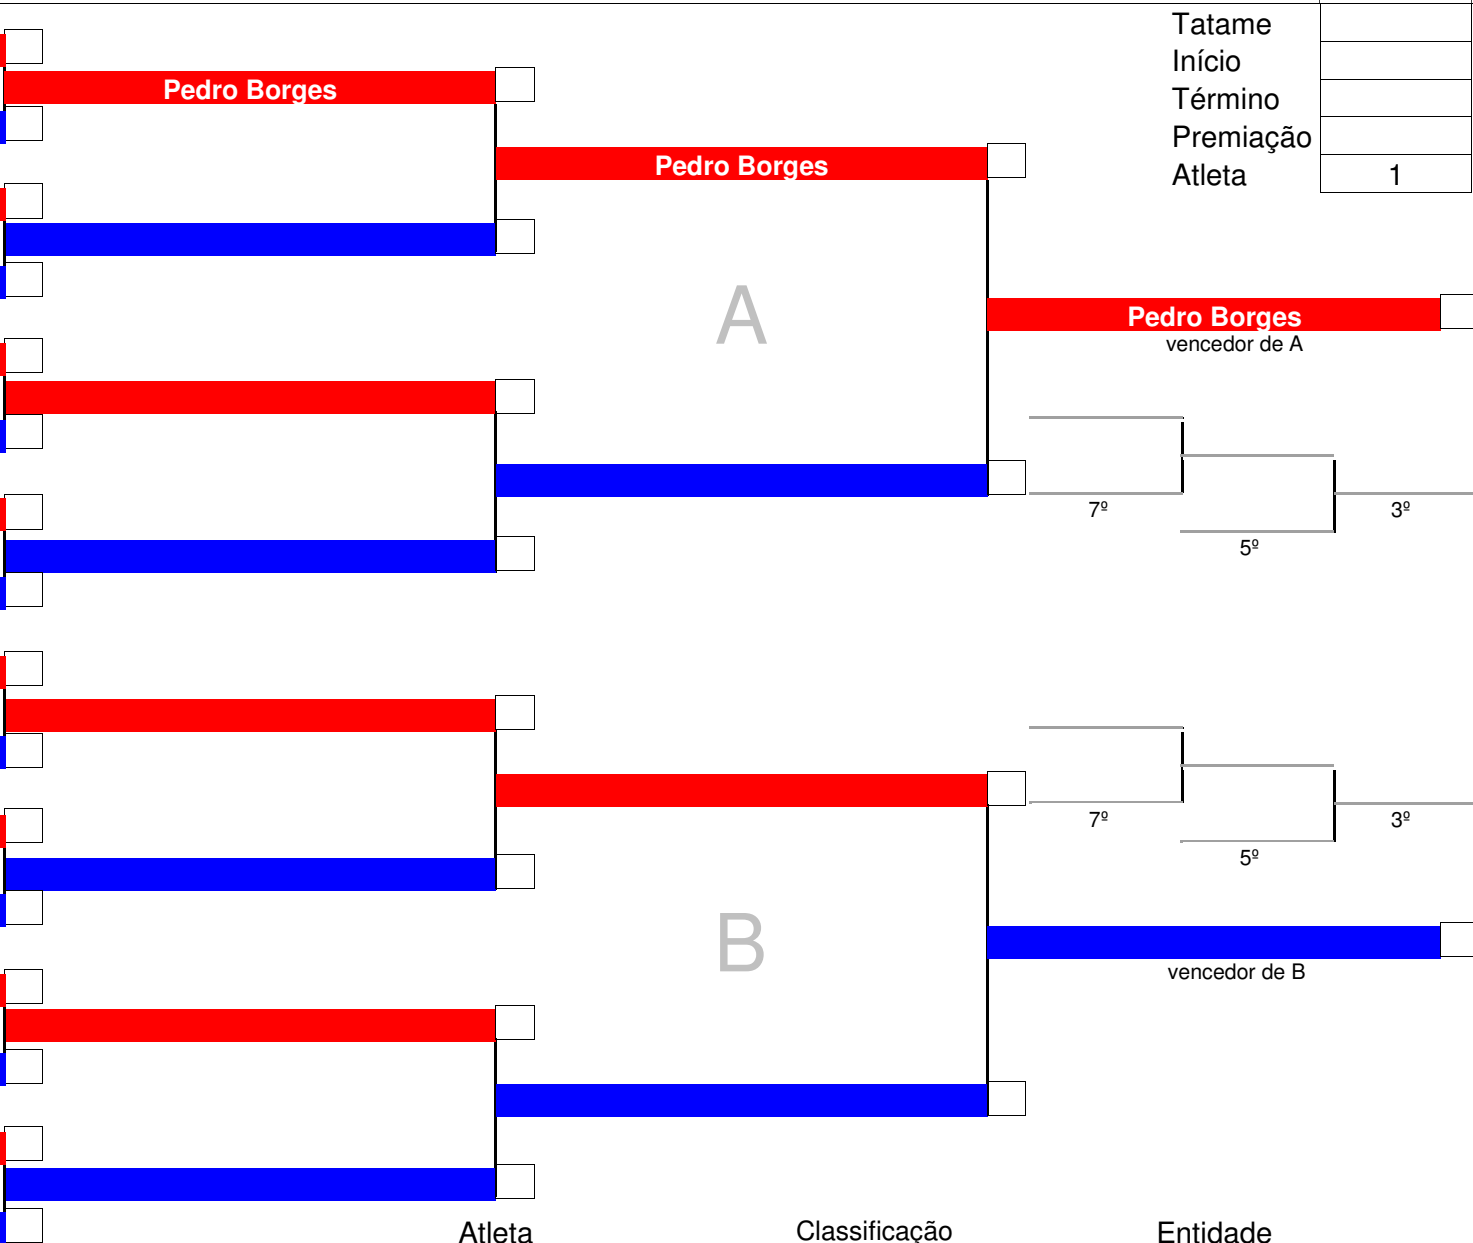 Tatame
Início
Pedro Borges
Término
Premiação
Pedro Borges
Atleta 1
A
Pedro Borges
vencedor de A
7º 3º
5º
7º 3º
5º
B
vencedor de B
Atleta Classificação Entidade